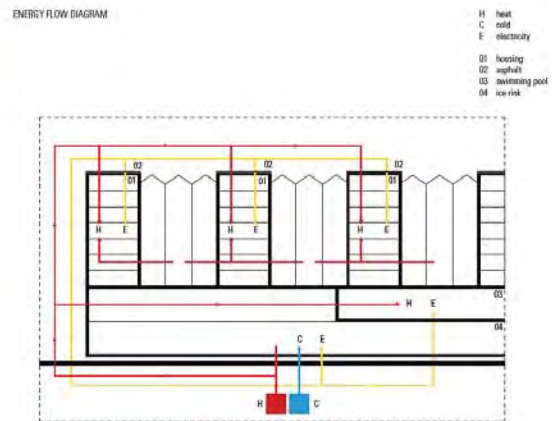 ENERGY FLOW DIAGRAM
H heat
C cold
E electricity
01 housing
02 asphalt
03 swimming pool
04 ice rink
02 02 02
01 01 01
H E H E H E
03
H E
04
C E
H C